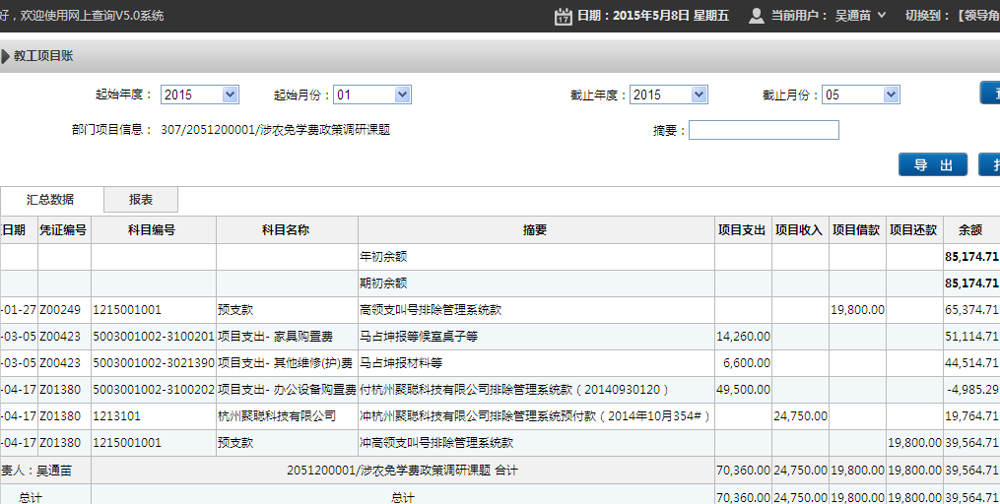 好，欢迎使用网上查询V5.0系统 日期：2015年5月8日 星期五 当前用户： 吴通苗 切换到：【领导角
教工项目账
起始年度： 2015 起始月份： 01 截止年度： 2015 截止月份： 05
部门项目信息： 307/2051200001/涉农免学费政策调研课题 摘要：
导 出
汇总数据 报表
日期 凭证编号 科目编号 科目名称 摘要 项目支出 项目收入 项目借款 项目还款 余额
年初余额 85,174.71
期初余额 85,174.71
-01-27 Z00249 1215001001 预支款 高领支叫号排除管理系统款 19,800.00 65,374.71
-03-05 Z00423 5003001002-3100201 项目支出- 家具购置费 马占坤报等候室桌子等 14,260.00 51,114.71
-03-05 Z00423 5003001002-3021390 项目支出- 其他维修(护)费 马占坤报材料等 6,600.00 44,514.71
-04-17 Z01380 5003001002-3100202 项目支出- 办公设备购置费 付杭州聚聪科技有限公司排除管理系统款（20140930120） 49,500.00 -4,985.29
-04-17 Z01380 1213101 杭州聚聪科技有限公司 冲杭州聚聪科技有限公司排除管理系统预付款（2014年10月354#） 24,750.00 19,764.71
-04-17 Z01380 1215001001 预支款 冲高领支叫号排除管理系统款 19,800.00 39,564.71
责人：吴通苗 2051200001/涉农免学费政策调研课题 合计 70,360.00 24,750.00 19,800.00 19,800.00 39,564.71
总计 总计 70,360.00 24,750.00 19,800.00 19,800.00 39,564.71